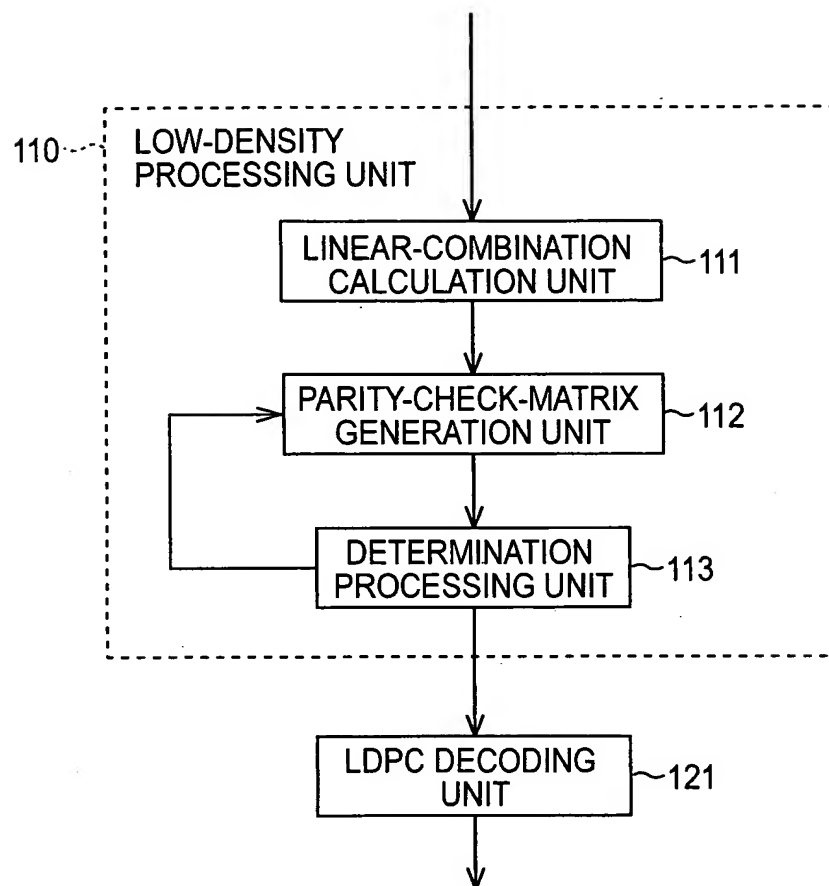 110
LOW-DENSITY
PROCESSING UNIT
LINEAR-COMBINATION
CALCULATION UNIT
111
PARITY-CHECK-MATRIX
GENERATION UNIT
112
DETERMINATION
PROCESSING UNIT
113
LDPC DECODING
UNIT
121